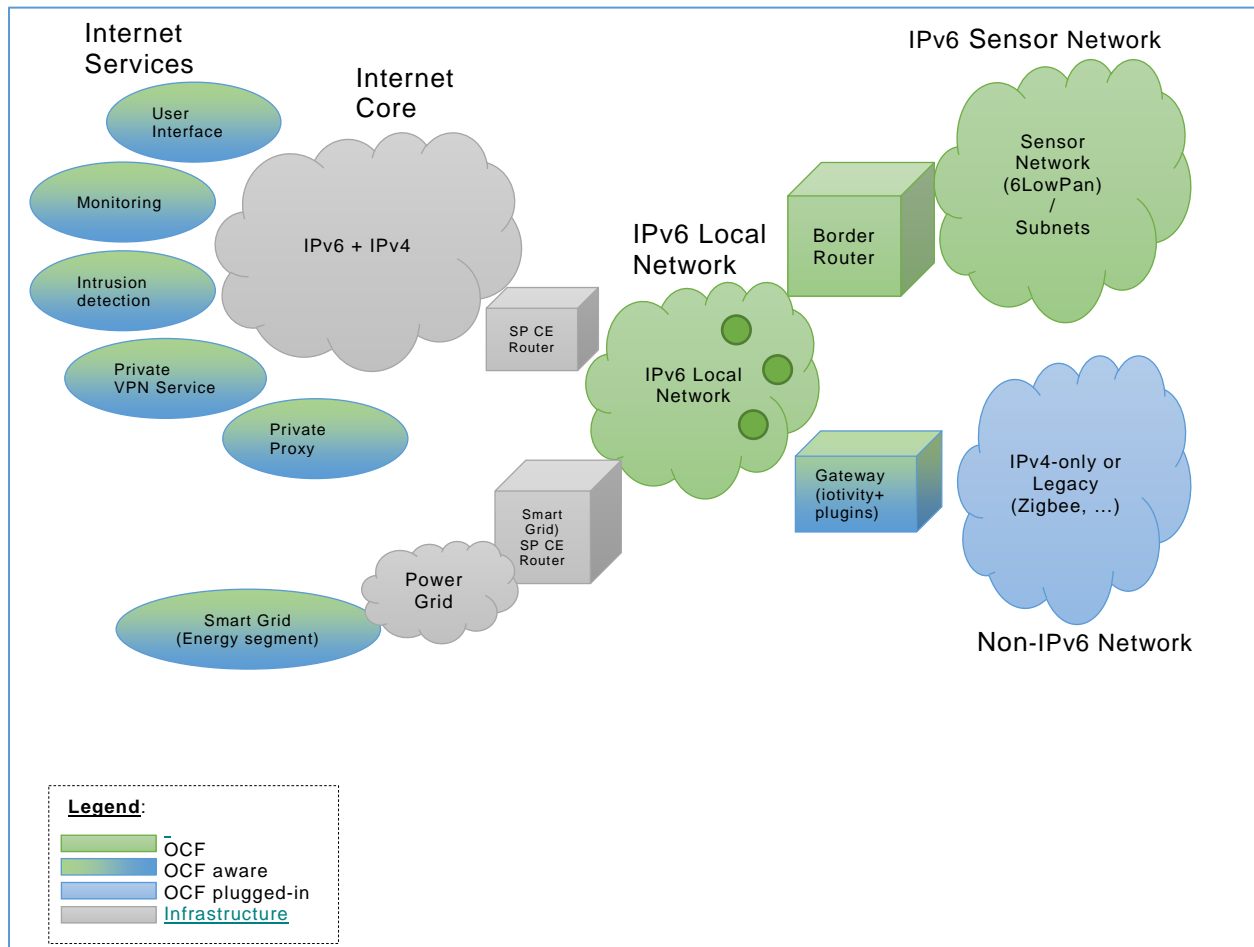 Internet
Services
User
Interface
Monitoring
Intrusion
detection
Private
VPN Service
Private
Proxy
Internet
Core
IPv6 + IPv4
SP CE
Router
IPv6 Local
Network
IPv6 Local
Network
Border
Router
IPv6 Sensor Network
Sensor
Network
(6LowPan)
/
Subnets
Gateway
(iotivity+
plugins)
IPv4-only or
Legacy
(Zigbee, ...)
Non-IPv6 Network
Smart
Grid)
SP CE
Router
Power
Grid
Smart Grid
(Energy segment)
Legend:
OCF
OCF aware
OCF plugged-in
Infrastructure